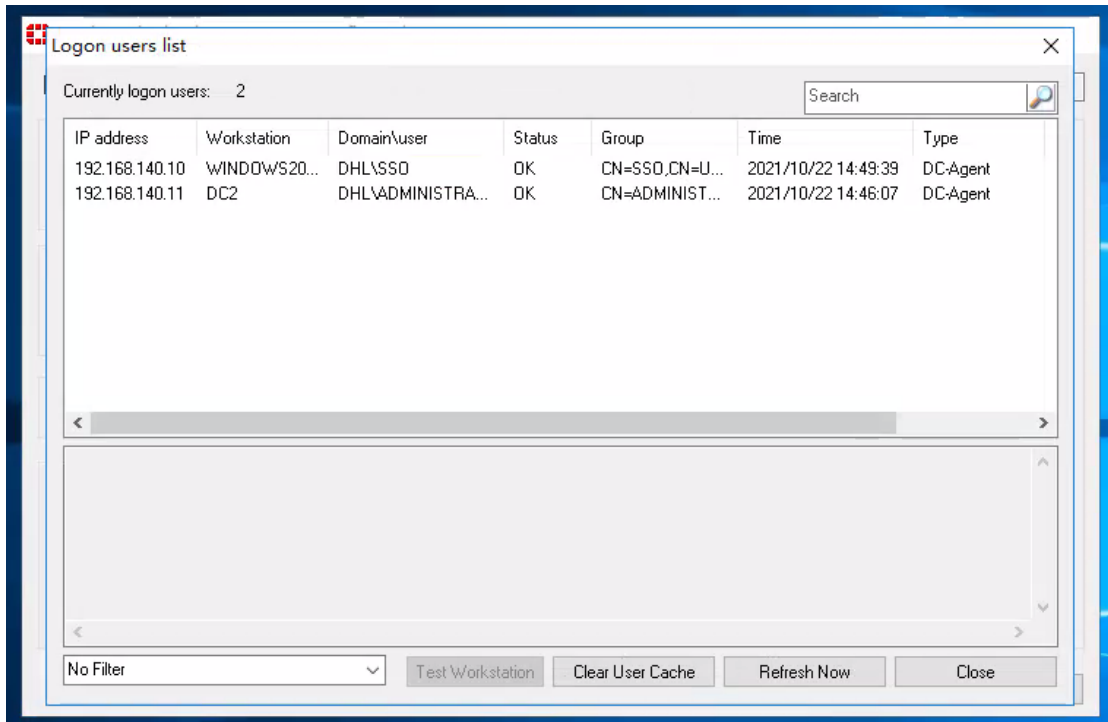 Logon users list
Currently logon users: 2
Search
IP address Workstation Domain\user Status Group Time Type
192.168.140.10 WINDOWS20... DHL\SSO OK CN=SSO,CN=U... 2021/10/22 14:49:39 DC-Agent
192.168.140.11 DC2 DHL\ADMINISTRA... OK CN=ADMINIST... 2021/10/22 14:46:07 DC-Agent
No Filter Test Workstation Clear User Cache Refresh Now Close